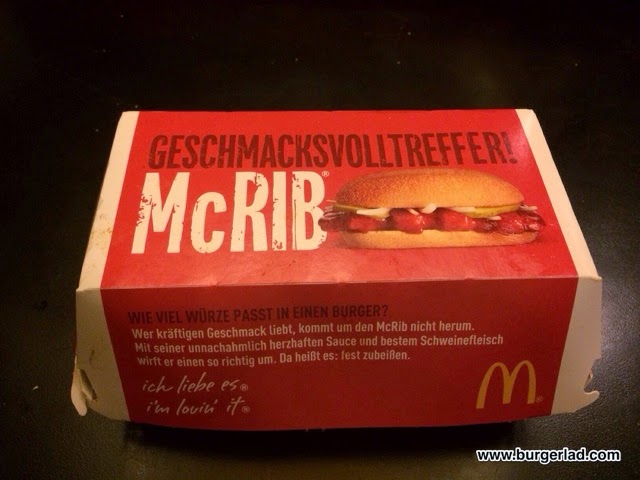 GESCHMACKSVOLLTREFFER!
McRIB®
WIE VIEL WÜRZE PASST IN EINEN BURGER?
Wer kräftigen Geschmack liebt, kommt um den McRib nicht herum.
Mit seiner unnachahmlich herzhaften Sauce und bestem Schweinefleisch
wirft er einen so richtig um. Da heißt es: fest zubeißen.
ich liebe es®
i'm lovin' it®
M®
www.burgerlad.com